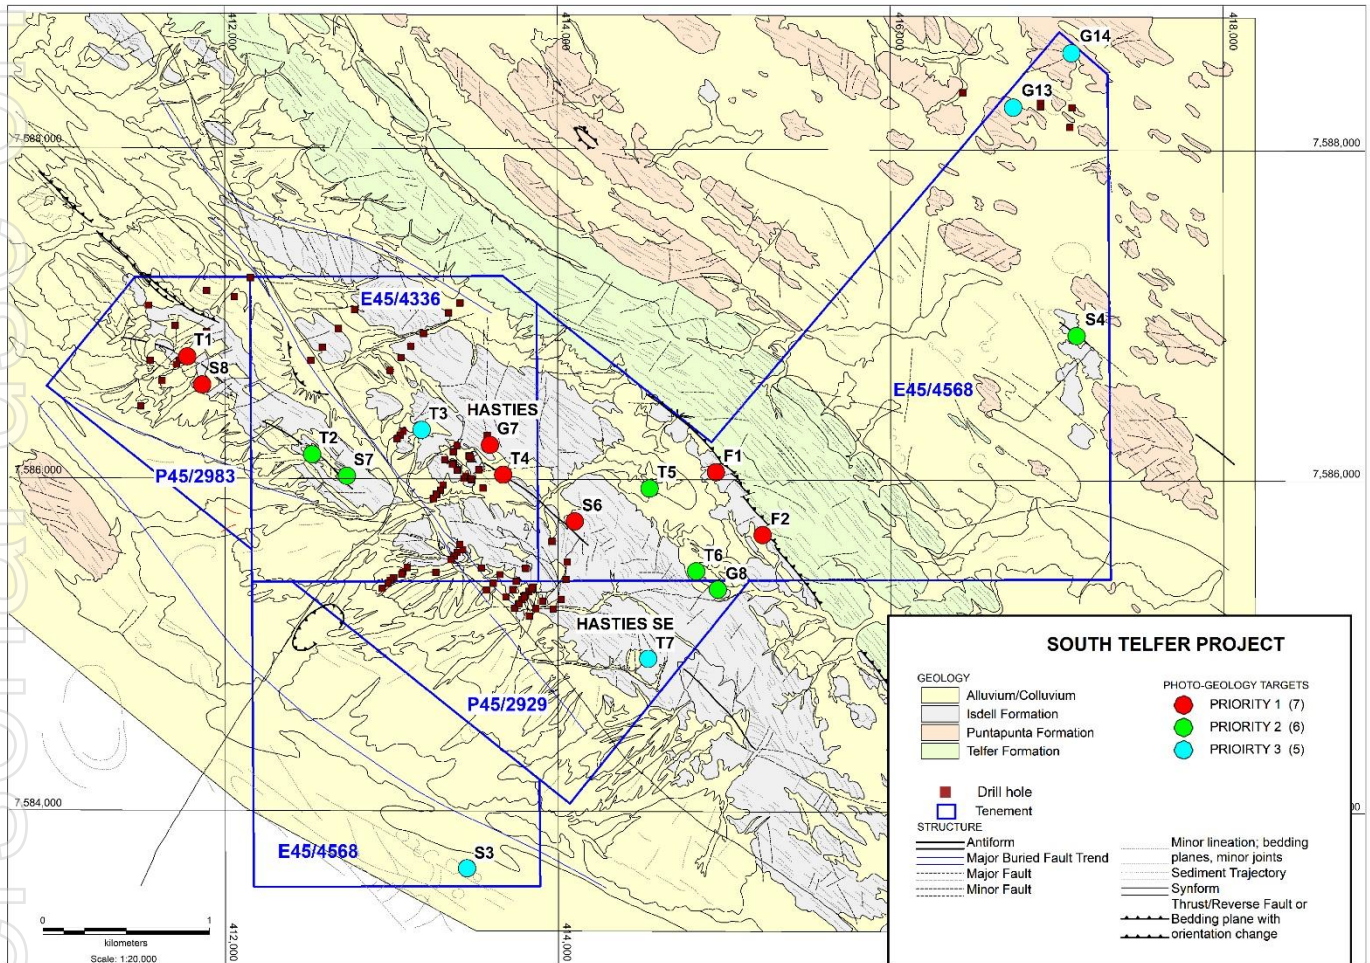 412,000
414,000
416,000
418,000
G14
G13
7,588,000
7,588,000
E45/4336
S4
T1
S8
E45/4568
T3
HASTIES
G7
T2
T4
S7
F1
T5
7,586,000
P45/2983
7,586,000
S6
F2
T6
G8
HASTIES SE
T7
P45/2929
7,584,000
00
E45/4568
S3
412,000
414,000
0
1
kilometers
Scale: 1:20,000
SOUTH TELFER PROJECT
GEOLOGY
Alluvium/Colluvium
Isdell Formation
Puntapunta Formation
Telfer Formation
Drill hole
Tenement
STRUCTURE
Antiform
Major Buried Fault Trend
Major Fault
Minor Fault
PHOTO-GEOLOGY TARGETS
PRIORITY 1 (7)
PRIORITY 2 (6)
PRIOIRTY 3 (5)
Minor lineation; bedding
planes, minor joints
Sediment Trajectory
Synform
Thrust/Reverse Fault or
Bedding plane with
orientation change